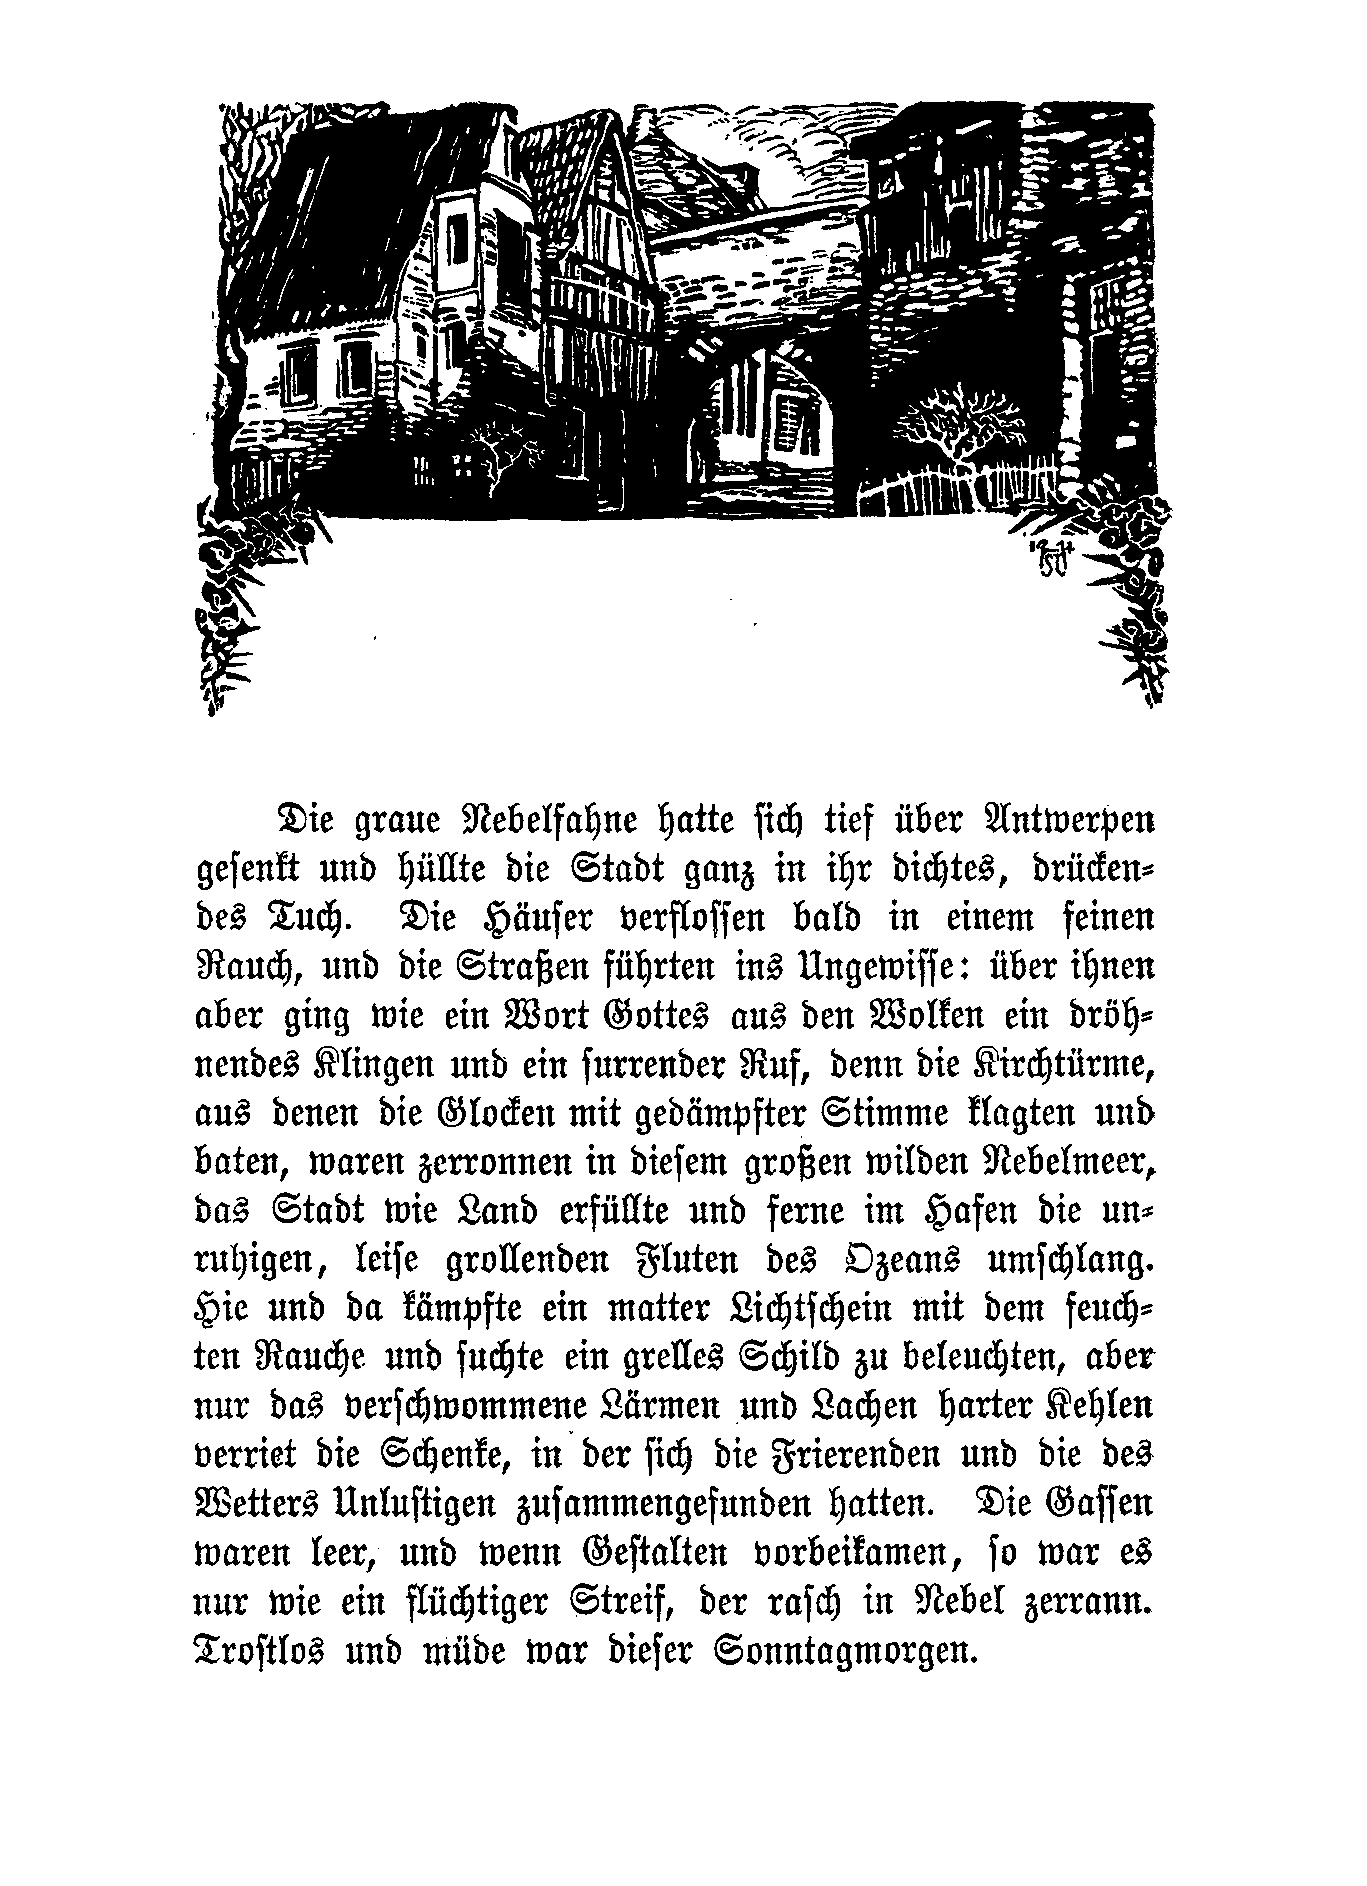 Die graue Nebelfahne hatte sich tief über Antwerpen
gesenkt und hüllte die Stadt ganz in ihr dichtes, drücken-
des Tuch. Die Häuser verflossen bald in einem feinen
Rauch, und die Straßen führten ins Ungewisse: über ihnen
aber ging wie ein Wort Gottes aus den Wolken ein dröh-
nendes Klingen und ein surrender Ruf, denn die Kirchtürme,
aus denen die Glocken mit gedämpfter Stimme klagten und
baten, waren zerronnen in diesem großen wilden Nebelmeer,
das Stadt wie Land erfüllte und ferne im Hafen die un-
ruhigen, leise grollenden Fluten des Ozeans umschlang.
Hie und da kämpfte ein matter Lichtschein mit dem feuch-
ten Rauche und suchte ein grelles Schild zu beleuchten, aber
nur das verschwommene Lärmen und Lachen harter Kehlen
verriet die Schenke, in der sich die Frierenden und die des
Wetters Unlustigen zusammengefunden hatten. Die Gassen
waren leer, und wenn Gestalten vorbeikamen, so war es
nur wie ein flüchtiger Streif, der rasch in Nebel zerrann.
Trostlos und müde war dieser Sonntagmorgen.